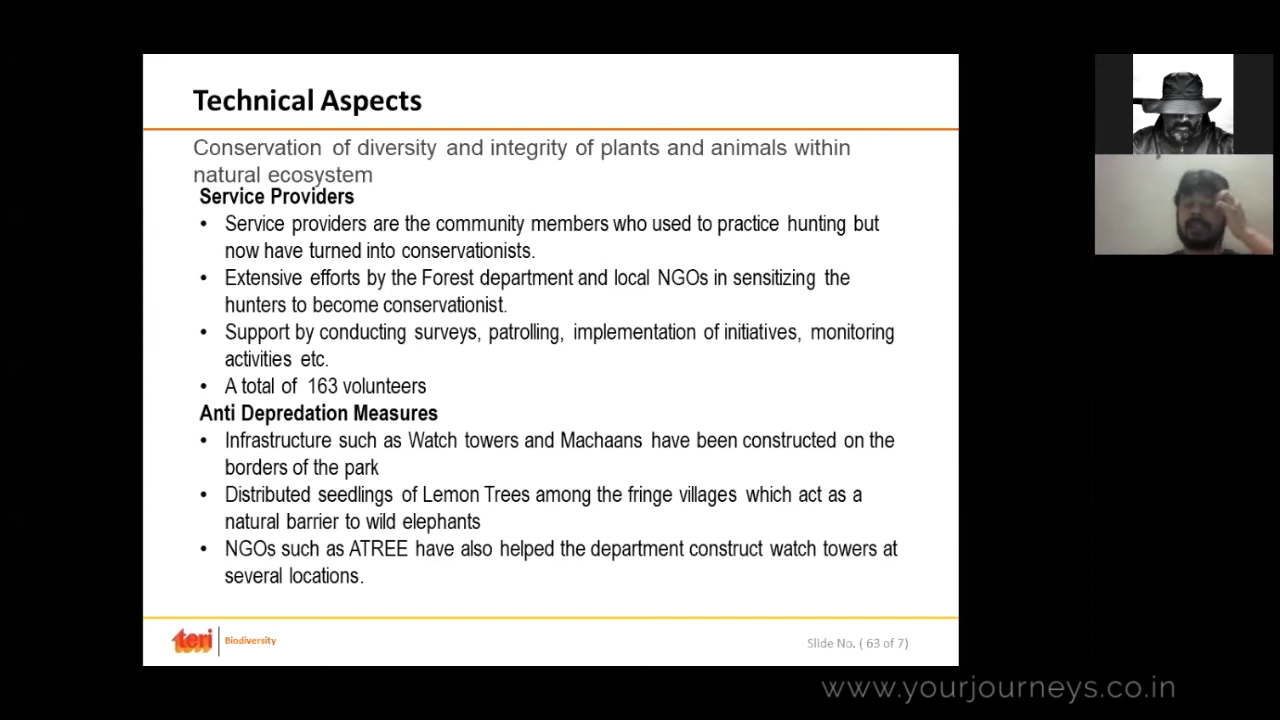 Technical Aspects
Conservation of diversity and integrity of plants and animals within
natural ecosystem
Service Providers
• Service providers are the community members who used to practice hunting but
now have turned into conservationists.
• Extensive efforts by the Forest department and local NGOs in sensitizing the
hunters to become conservationist.
• Support by conducting surveys, patrolling, implementation of initiatives, monitoring
activities etc.
• A total of 163 volunteers
Anti Depredation Measures
• Infrastructure such as Watch towers and Machaans have been constructed on the
borders of the park
• Distributed seedlings of Lemon Trees among the fringe villages which act as a
natural barrier to wild elephants
• NGOs such as ATREE have also helped the department construct watch towers at
several locations.
teri Biodiversity
Slide No. ( 63 of 7)
www.yourjourneys.co.in